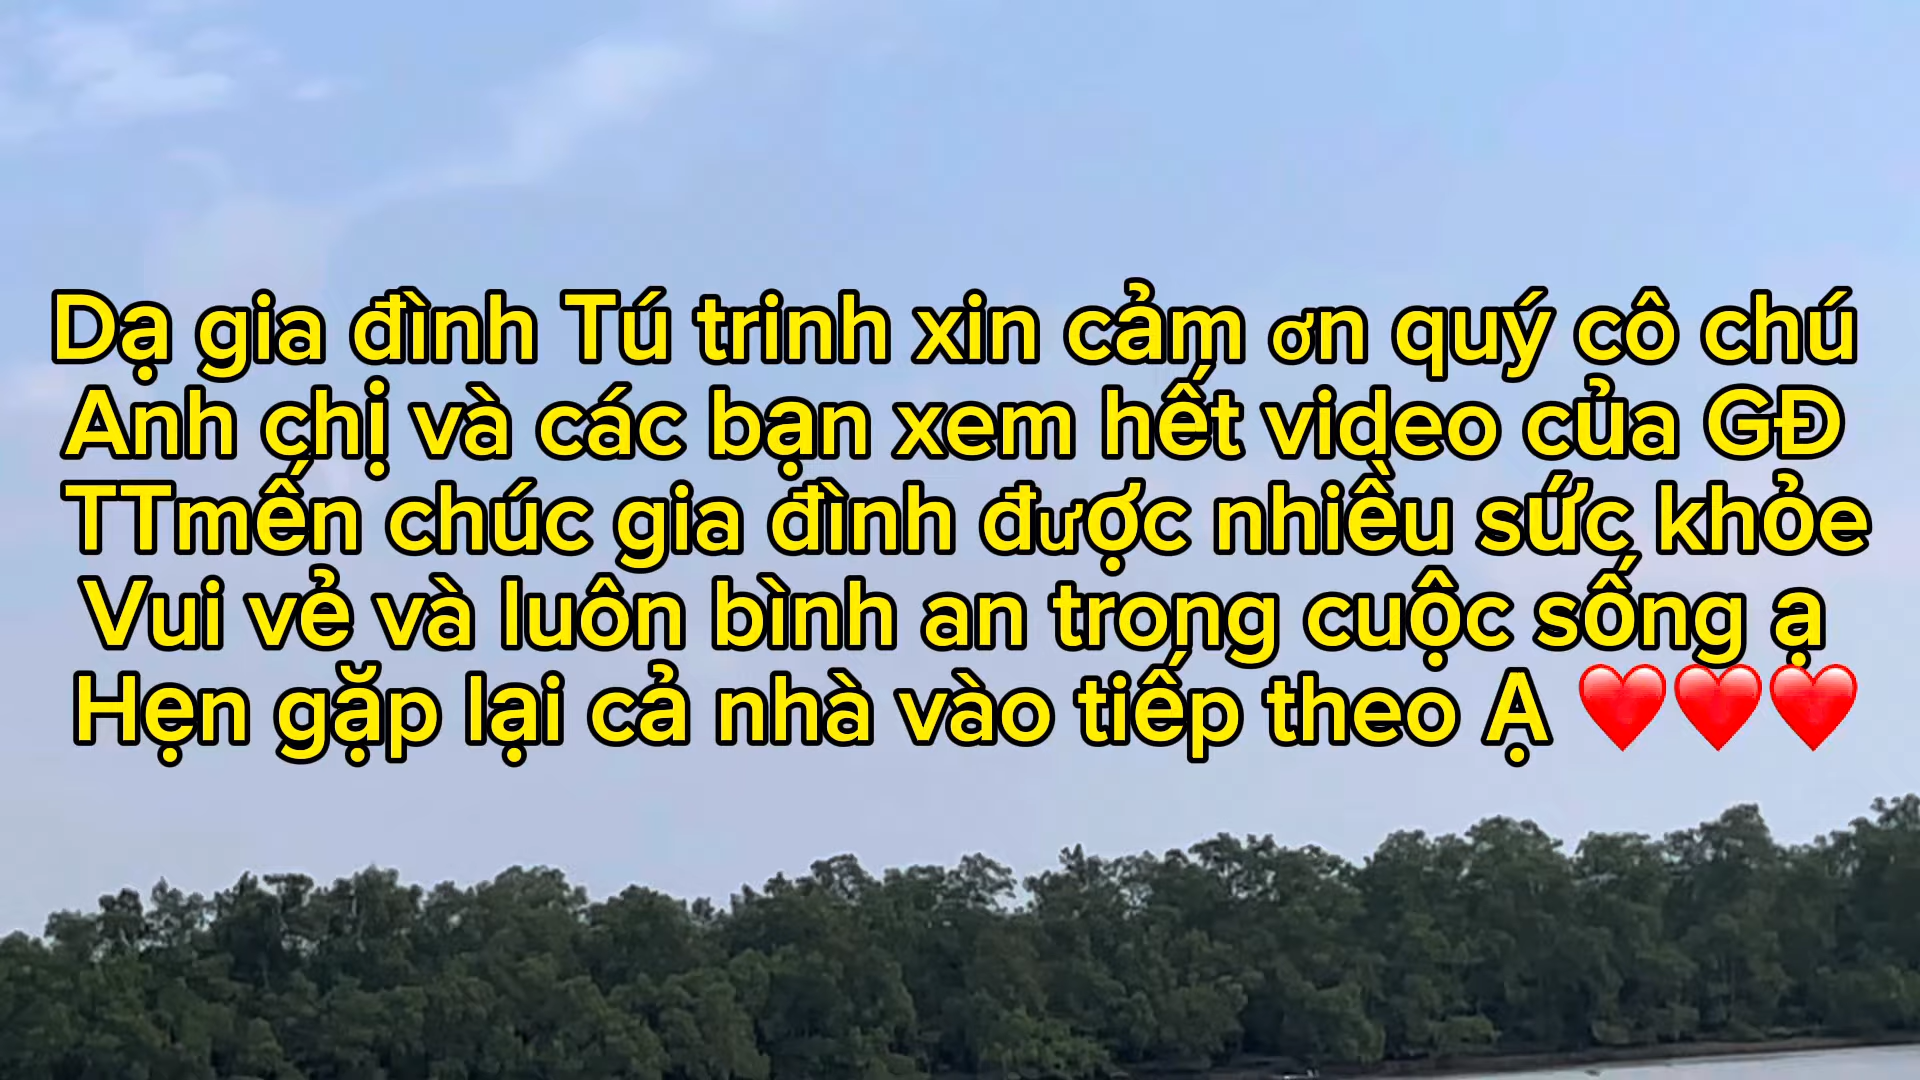 Dạ gia đình Tú trinh xin cảm ơn quý cô chú
Anh chị và các bạn xem hết video của GĐ
TTmến chúc gia đình được nhiều sức khỏe
Vui vẻ và luôn bình an trong cuộc sống ạ
Hẹn gặp lại cả nhà vào tiếp theo Ạ ❤️❤️❤️